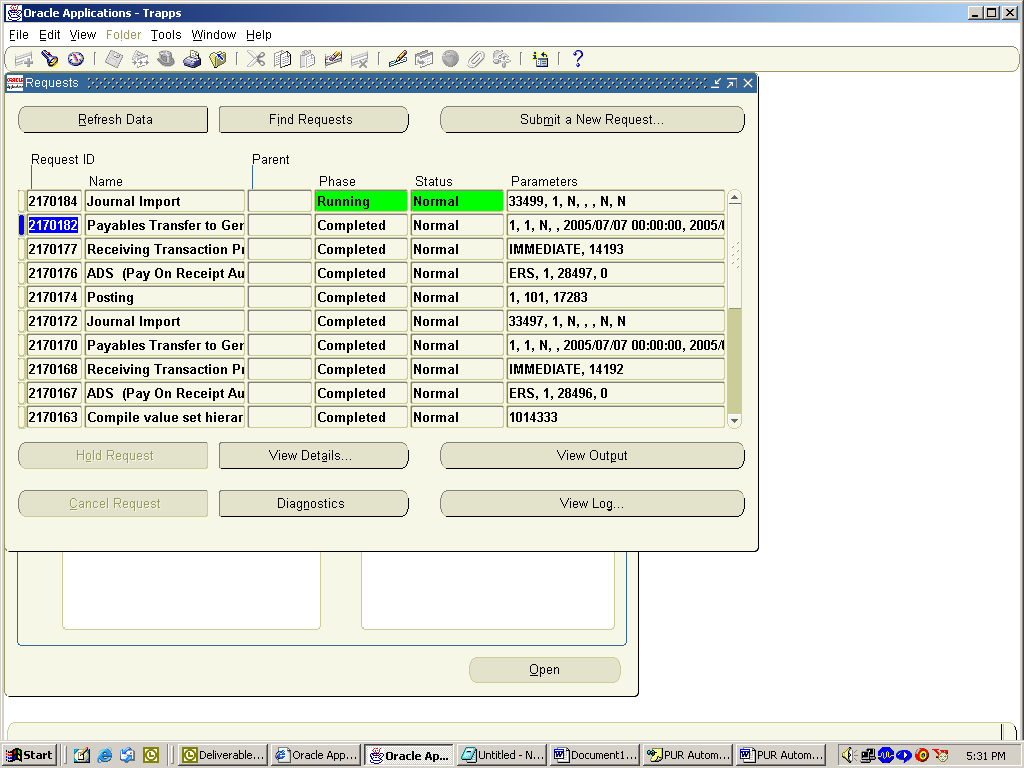 Oracle Applications - Trapps
File Edit View Folder Tools Window Help
Requests
Refresh Data Find Requests Submit a New Request...
Request ID Parent
Name Phase Status Parameters
2170184 Journal Import Running Normal 33499, 1, N, , , N, N
2170182 Payables Transfer to Ger Completed Normal 1, 1, N, , 2005/07/07 00:00:00, 2005/
2170177 Receiving Transaction Completed Normal IMMEDIATE, 14193
2170176 ADS (Pay On Receipt Au Completed Normal ERS, 1, 28497, 0
2170174 Posting Completed Normal 1, 101, 17283
2170172 Journal Import Completed Normal 33497, 1, N, , , N, N
2170170 Payables Transfer to Ger Completed Normal 1, 1, N, , 2005/07/07 00:00:00, 2005/
2170168 Receiving Transaction Completed Normal IMMEDIATE, 14192
2170167 ADS (Pay On Receipt Au Completed Normal ERS, 1, 28496, 0
2170163 Compile value set hierar Completed Normal 1014333
Hold Request View Details... View Output
Cancel Request Diagnostics View Log...
Open
Start Deliverable... Oracle App... Oracle Ap... Untitled - N... Document1... PUR Autom... PUR Autom... 5:31 PM